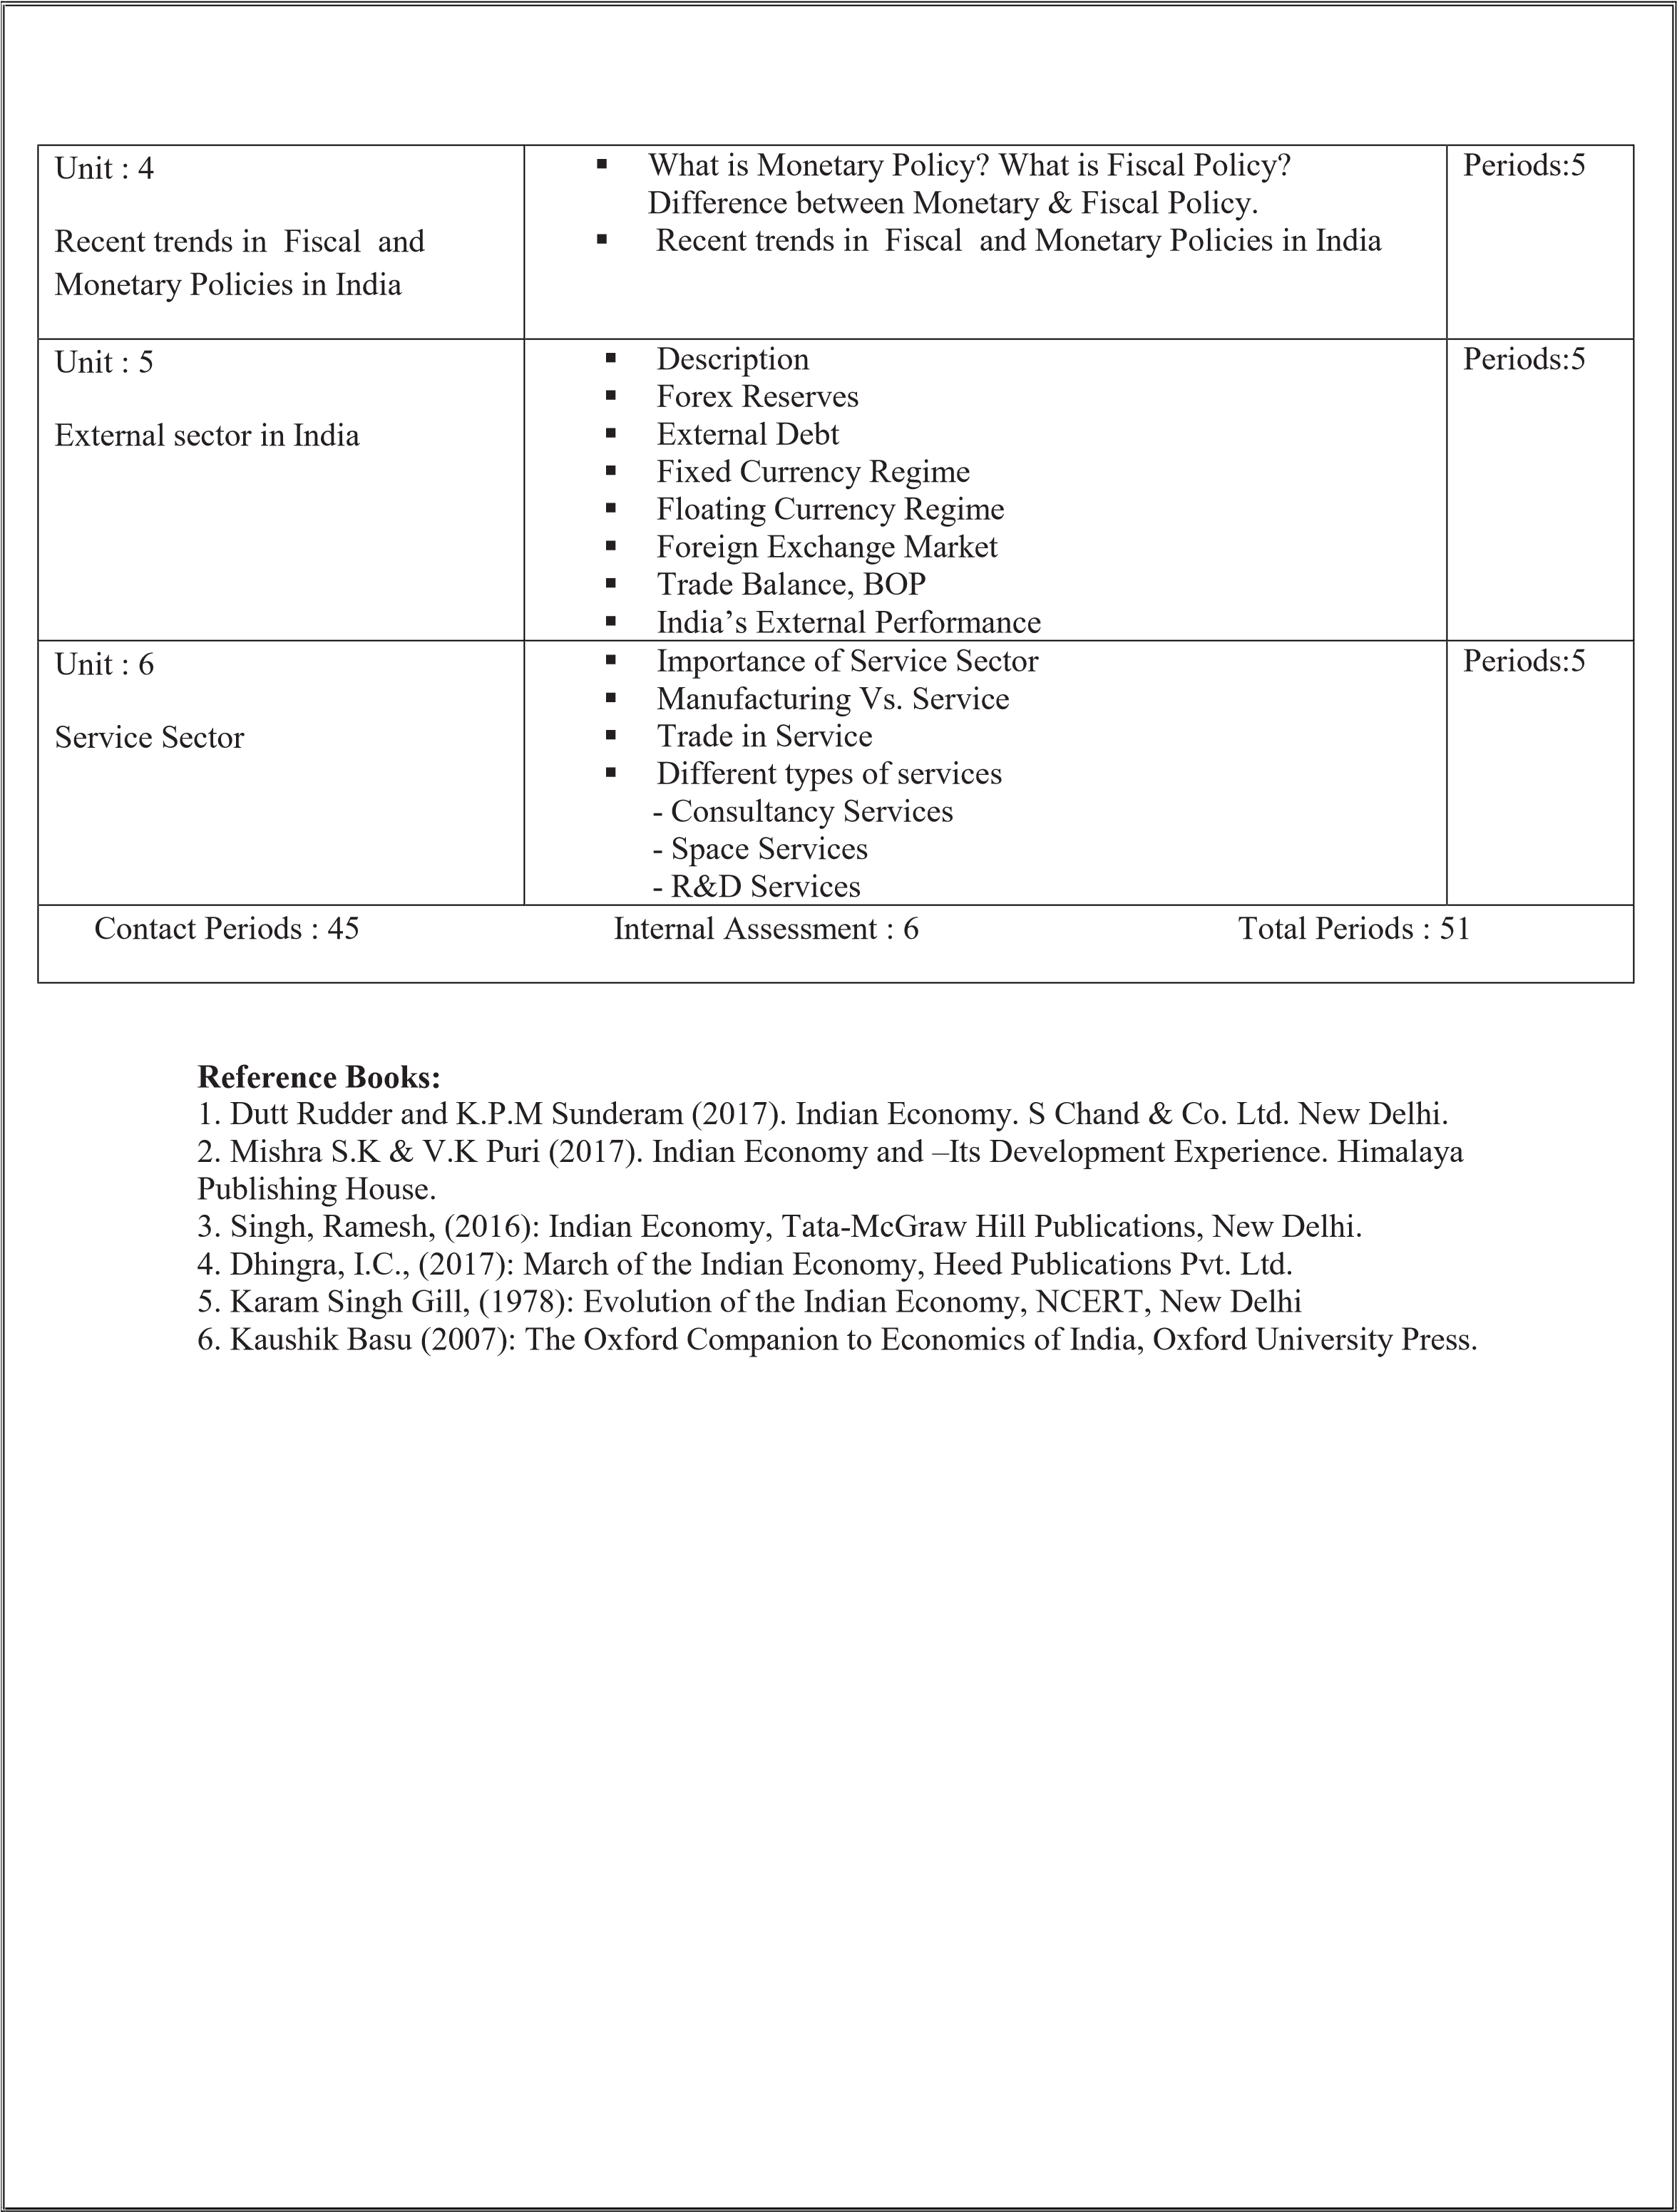 Unit : 4
Recent trends in  Fiscal  and
Monetary Policies in India
▪ What is Monetary Policy? What is Fiscal Policy?
Difference between Monetary & Fiscal Policy.
▪ Recent trends in  Fiscal  and Monetary Policies in India
Periods:5
Unit : 5
External sector in India
▪ Description
▪ Forex Reserves
▪ External Debt
▪ Fixed Currency Regime
▪ Floating Currency Regime
▪ Foreign Exchange Market
▪ Trade Balance, BOP
▪ India’s External Performance
Periods:5
Unit : 6
Service Sector
▪ Importance of Service Sector
▪ Manufacturing Vs. Service
▪ Trade in Service
▪ Different types of services
- Consultancy Services
- Space Services
- R&D Services
Periods:5
Contact Periods : 45 Internal Assessment : 6 Total Periods : 51
Reference Books:
1. Dutt Rudder and K.P.M Sunderam (2017). Indian Economy. S Chand & Co. Ltd. New Delhi.
2. Mishra S.K & V.K Puri (2017). Indian Economy and –Its Development Experience. Himalaya
Publishing House.
3. Singh, Ramesh, (2016): Indian Economy, Tata-McGraw Hill Publications, New Delhi.
4. Dhingra, I.C., (2017): March of the Indian Economy, Heed Publications Pvt. Ltd.
5. Karam Singh Gill, (1978): Evolution of the Indian Economy, NCERT, New Delhi
6. Kaushik Basu (2007): The Oxford Companion to Economics of India, Oxford University Press.